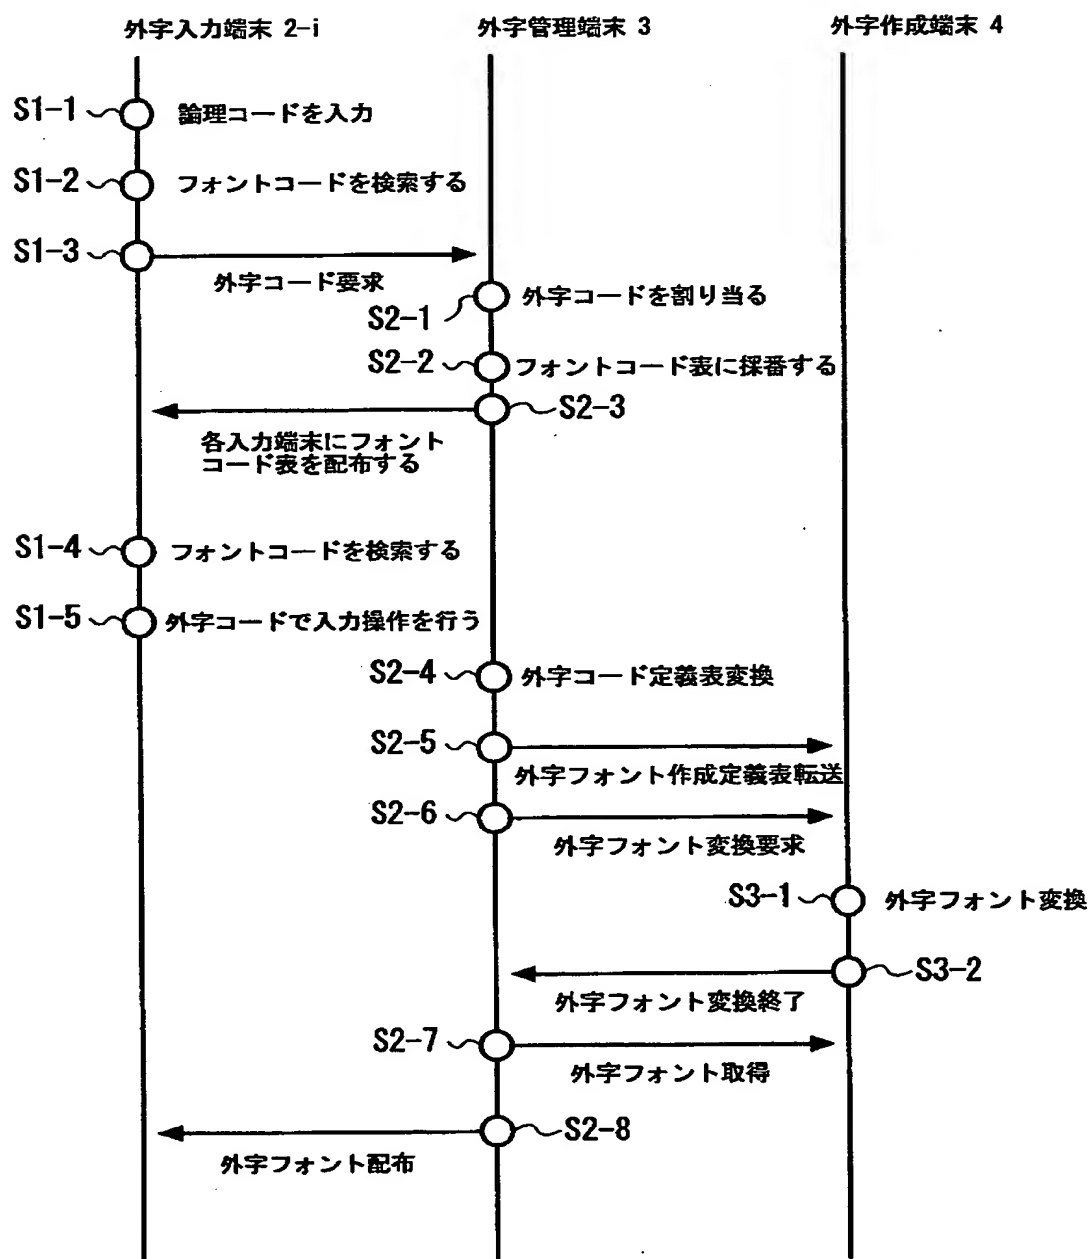 外字入力端末 2-i
外字管理端末 3
外字作成端末 4
S1-1 論理コードを入力
S1-2 フォントコードを検索する
S1-3
外字コード要求
S2-1 外字コードを割り当る
S2-2 フォントコード表に採番する
S2-3
各入力端末にフォント
コード表を配布する
S1-4 フォントコードを検索する
S1-5 外字コードで入力操作を行う
S2-4 外字コード定義表変換
S2-5
外字フォント作成定義表転送
S2-6
外字フォント変換要求
S3-1 外字フォント変換
S3-2
外字フォント変換終了
S2-7
外字フォント取得
S2-8
外字フォント配布